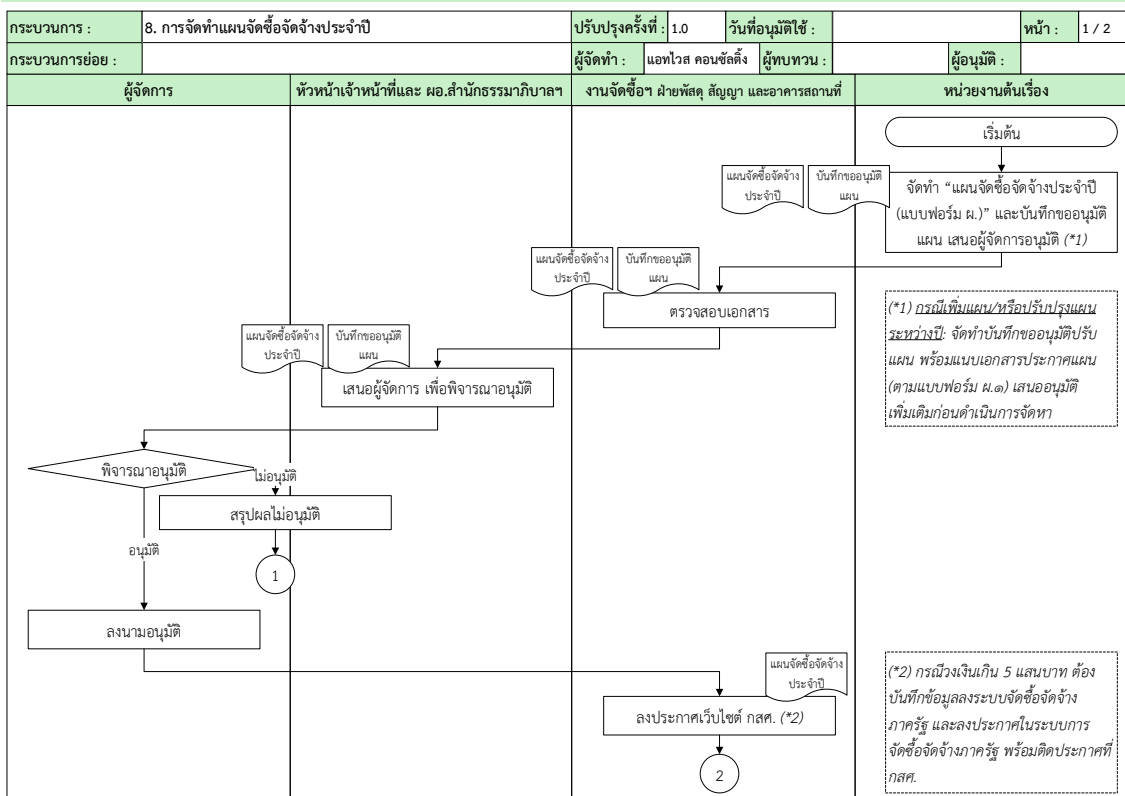 กระบวนการ : 8. การจัดทำแผนจัดซื้อจัดจ้างประจำปี ปรับปรุงครั้งที่ : 1.0 วันที่อนุมัติใช้ : หน้า : 1 / 2
กระบวนการย่อย : ผู้จัดทำ : แอทไวส คอนซัลติ้ง ผู้ทบทวน : ผู้อนุมัติ :
ผู้จัดการ หัวหน้าเจ้าหน้าที่และ ผอ.สำนักธรรมาภิบาลฯ งานจัดซื้อฯ ฝ่ายพัสดุ สัญญา และอาคารสถานที่ หน่วยงานต้นเรื่อง
เริ่มต้น
แผนจัดซื้อจัดจ้าง
ประจำปี
บันทึกขออนุมัติ
แผน
จัดทำ “แผนจัดซื้อจัดจ้างประจำปี
(แบบฟอร์ม ผ.)” และบันทึกขออนุมัติ
แผน เสนอผู้จัดการอนุมัติ (*1)
แผนจัดซื้อจัดจ้าง
ประจำปี
บันทึกขออนุมัติ
แผน
ตรวจสอบเอกสาร
(*1) กรณีเพิ่มแผน/หรือปรับปรุงแผน
ระหว่างปี: จัดทำบันทึกขออนุมัติปรับ
แผน พร้อมแนบเอกสารประกาศแผน
(ตามแบบฟอร์ม ผ.๑) เสนออนุมัติ
เพิ่มเติมก่อนดำเนินการจัดหา
แผนจัดซื้อจัดจ้าง
ประจำปี
บันทึกขออนุมัติ
แผน
เสนอผู้จัดการ เพื่อพิจารณาอนุมัติ
พิจารณาอนุมัติ
ไม่อนุมัติ
สรุปผลไม่อนุมัติ
อนุมัติ
1
ลงนามอนุมัติ
แผนจัดซื้อจัดจ้าง
ประจำปี
ลงประกาศเว็บไซต์ กสศ. (*2)
2
(*2) กรณีวงเงินเกิน 5 แสนบาท ต้อง
บันทึกข้อมูลลงระบบจัดซื้อจัดจ้าง
ภาครัฐ และลงประกาศในระบบการ
จัดซื้อจัดจ้างภาครัฐ พร้อมติดประกาศที่
กสศ.